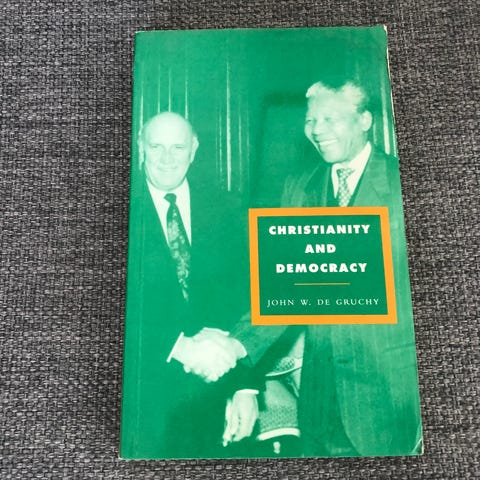 CHRISTIANITY
AND
DEMOCRACY
JOHN W. DE GRUCHY